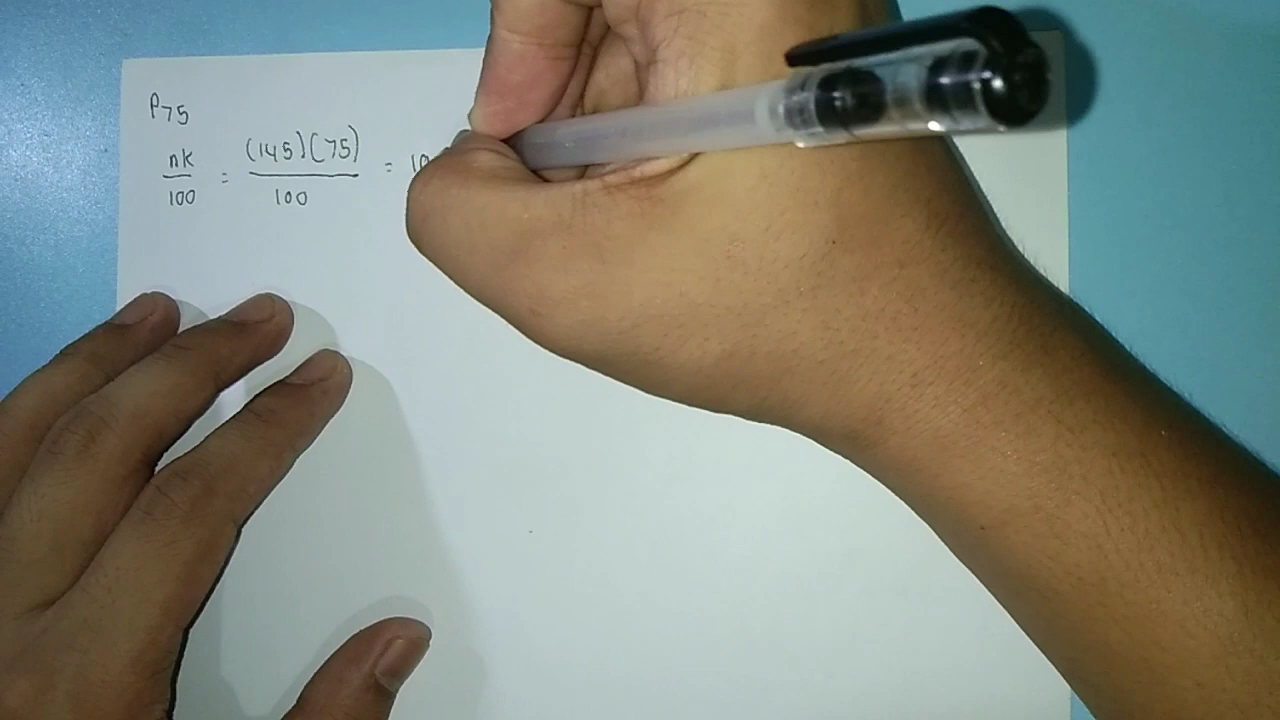 P75
nk/100 = (145)(75)/100 = 10